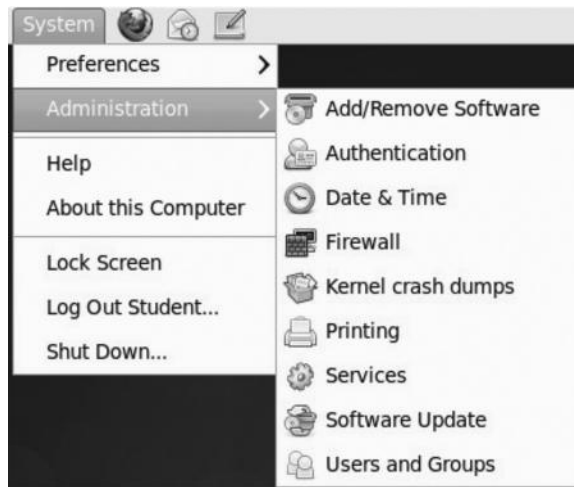 System
Preferences
Administration
Help
About this Computer
Lock Screen
Log Out Student...
Shut Down...
Add/Remove Software
Authentication
Date & Time
Firewall
Kernel crash dumps
Printing
Services
Software Update
Users and Groups